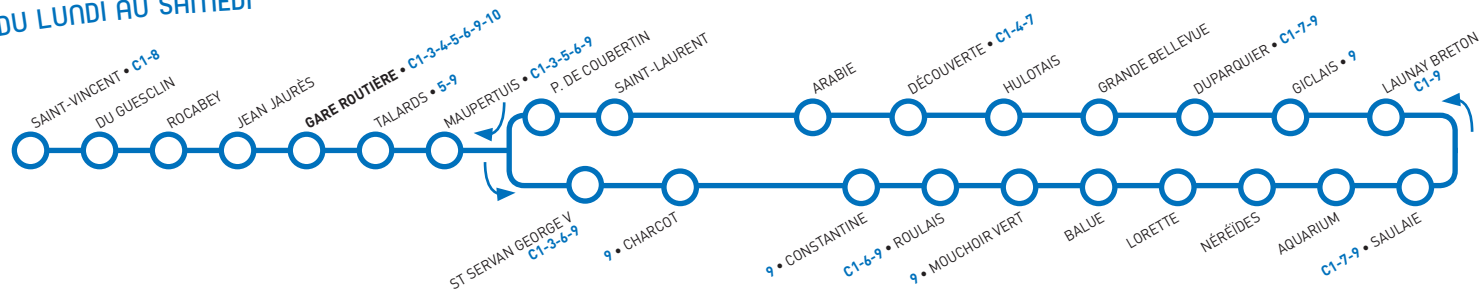 DU LUNDI AU SAMEDI
SAINT-VINCENT • C1-8
DU GUESCLIN
ROCABEY
JEAN JAURÈS
GARE ROUTIÈRE • C1-3-4-5-6-9-10
TALARDS • 5-9
MAUPERTUIS • C1-3-5-6-9
P. DE COUBERTIN
SAINT-LAURENT
ARABIE
DÉCOUVERTE • C1-4-7
HULOTAIS
GRANDE BELLEVUE
DUPARQUIER • C1-7-9
GICLAIS • 9
LAUNAY BRETON
C1-9
ST SERVAN GEORGE V
C1-3-6-9
9 • CHARCOT
9 • CONSTANTINE
C1-6-9 • ROULAIS
9 • MOUCHOIR VERT
BALUE
LORETTE
NÉRÉÏDES
AQUARIUM
C1-7-9 • SAULAIE